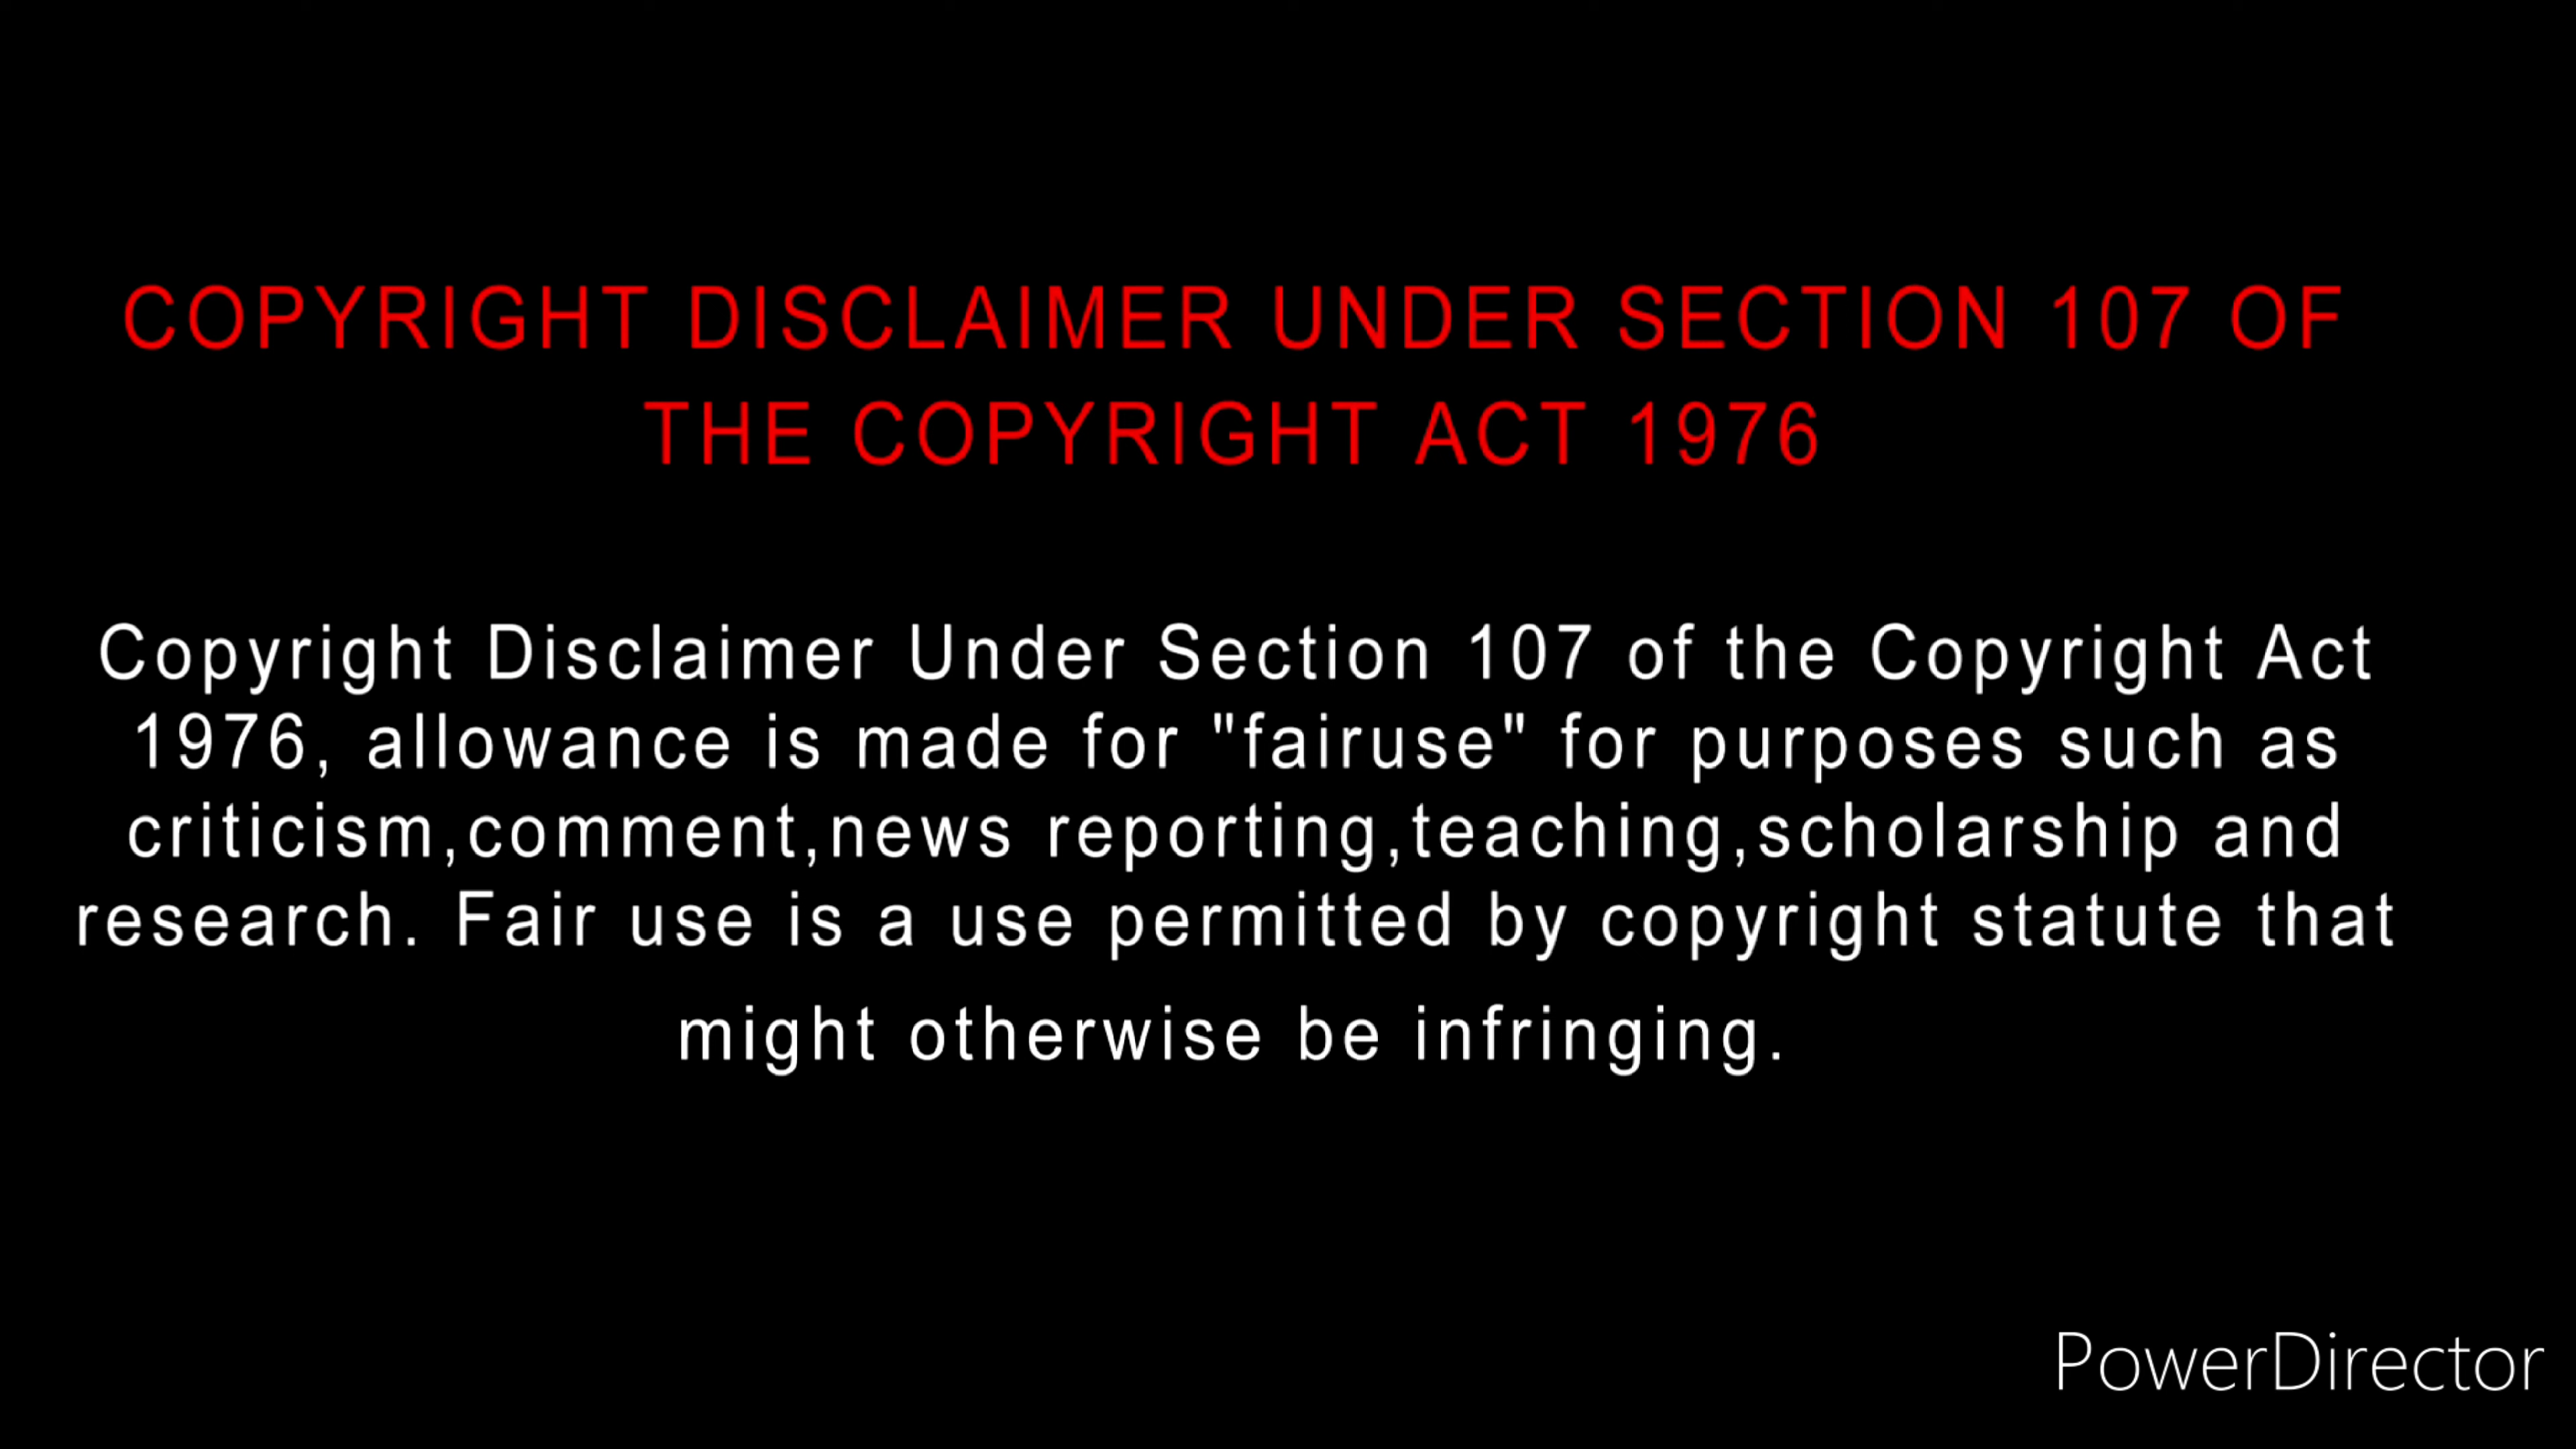 COPYRIGHT DISCLAIMER UNDER SECTION 107 OF
THE COPYRIGHT ACT 1976
Copyright Disclaimer Under Section 107 of the Copyright Act
1976, allowance is made for "fairuse" for purposes such as
criticism,comment,news reporting,teaching,scholarship and
research. Fair use is a use permitted by copyright statute that
might otherwise be infringing.
PowerDirector